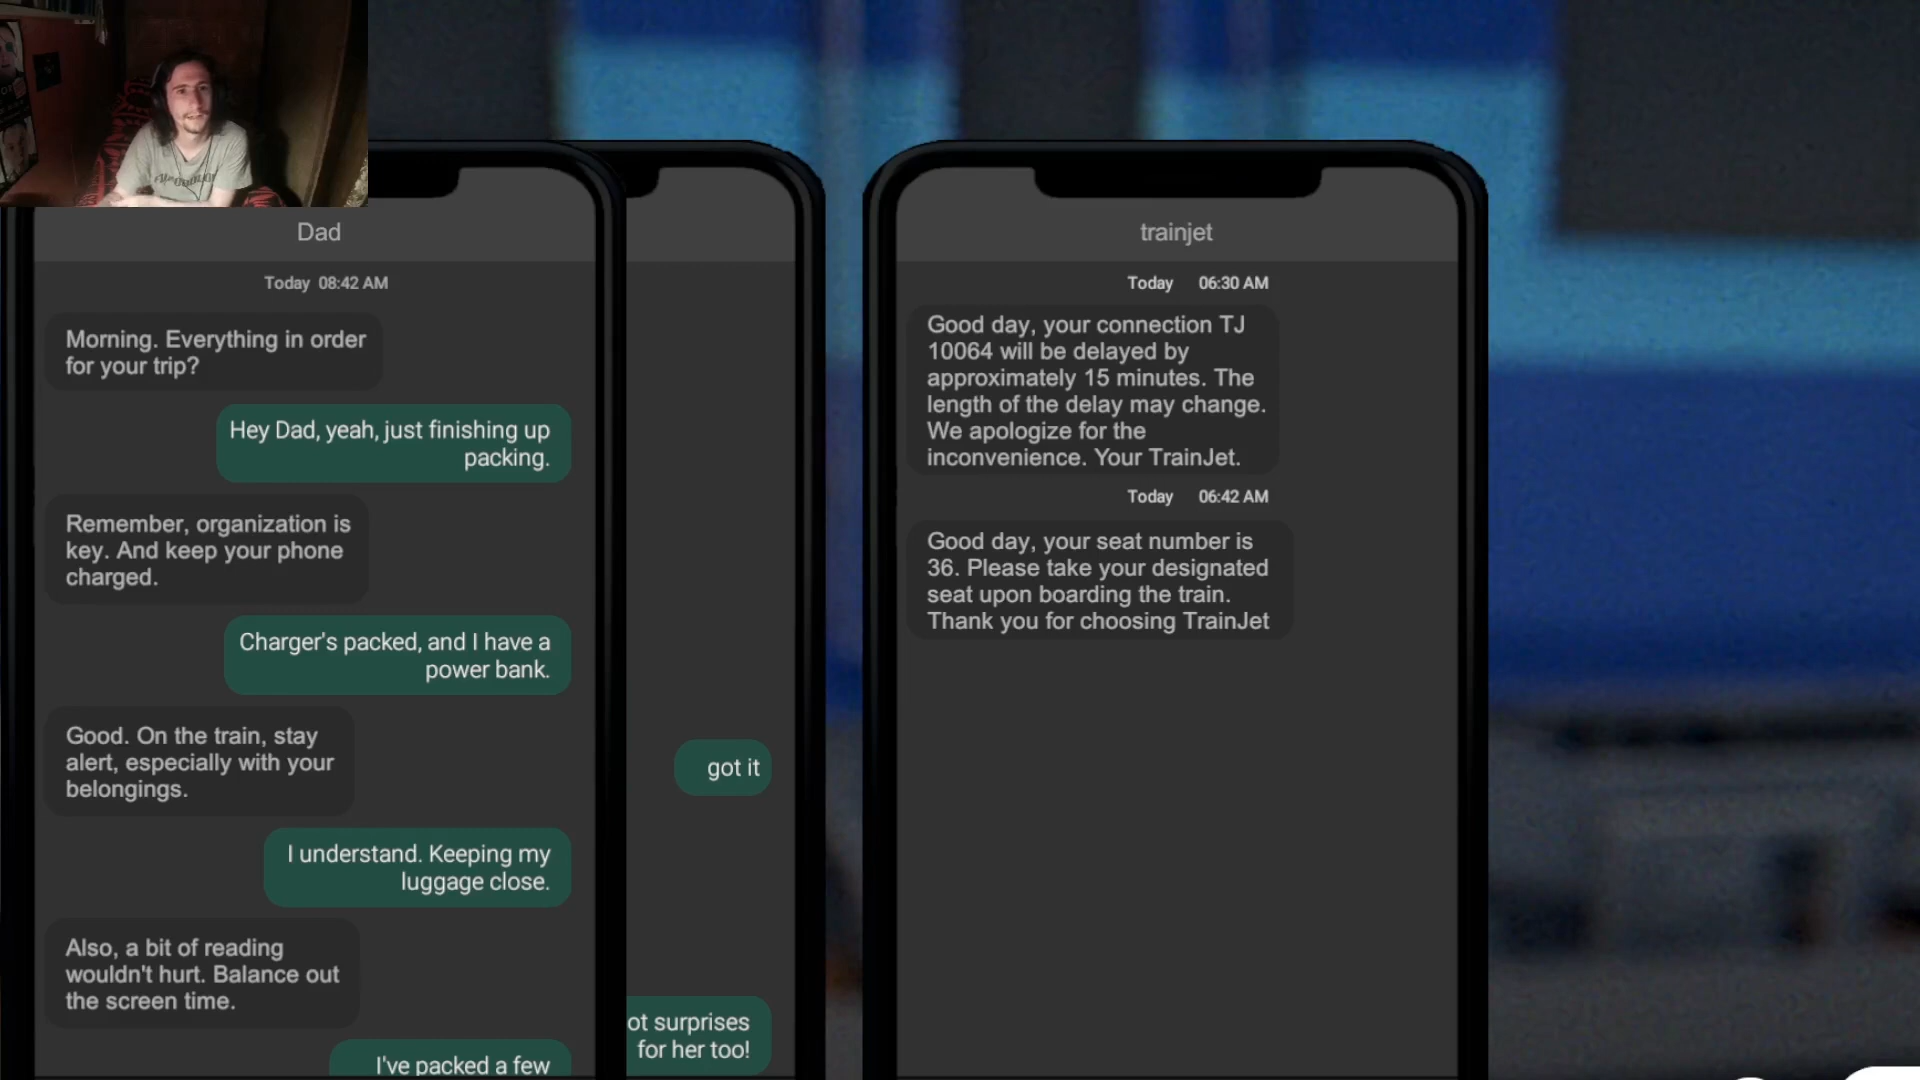 Dad
Today 08:42 AM
Morning. Everything in order
for your trip?
Hey Dad, yeah, just finishing up
packing.
Remember, organization is
key. And keep your phone
charged.
Charger's packed, and I have a
power bank.
Good. On the train, stay
alert, especially with your
belongings.
I understand. Keeping my
luggage close.
Also, a bit of reading
wouldn't hurt. Balance out
the screen time.
I've packed a few
got it
ot surprises
for her too!
trainjet
Today 06:30 AM
Good day, your connection TJ
10064 will be delayed by
approximately 15 minutes. The
length of the delay may change.
We apologize for the
inconvenience. Your TrainJet.
Today 06:42 AM
Good day, your seat number is
36. Please take your designated
seat upon boarding the train.
Thank you for choosing TrainJet